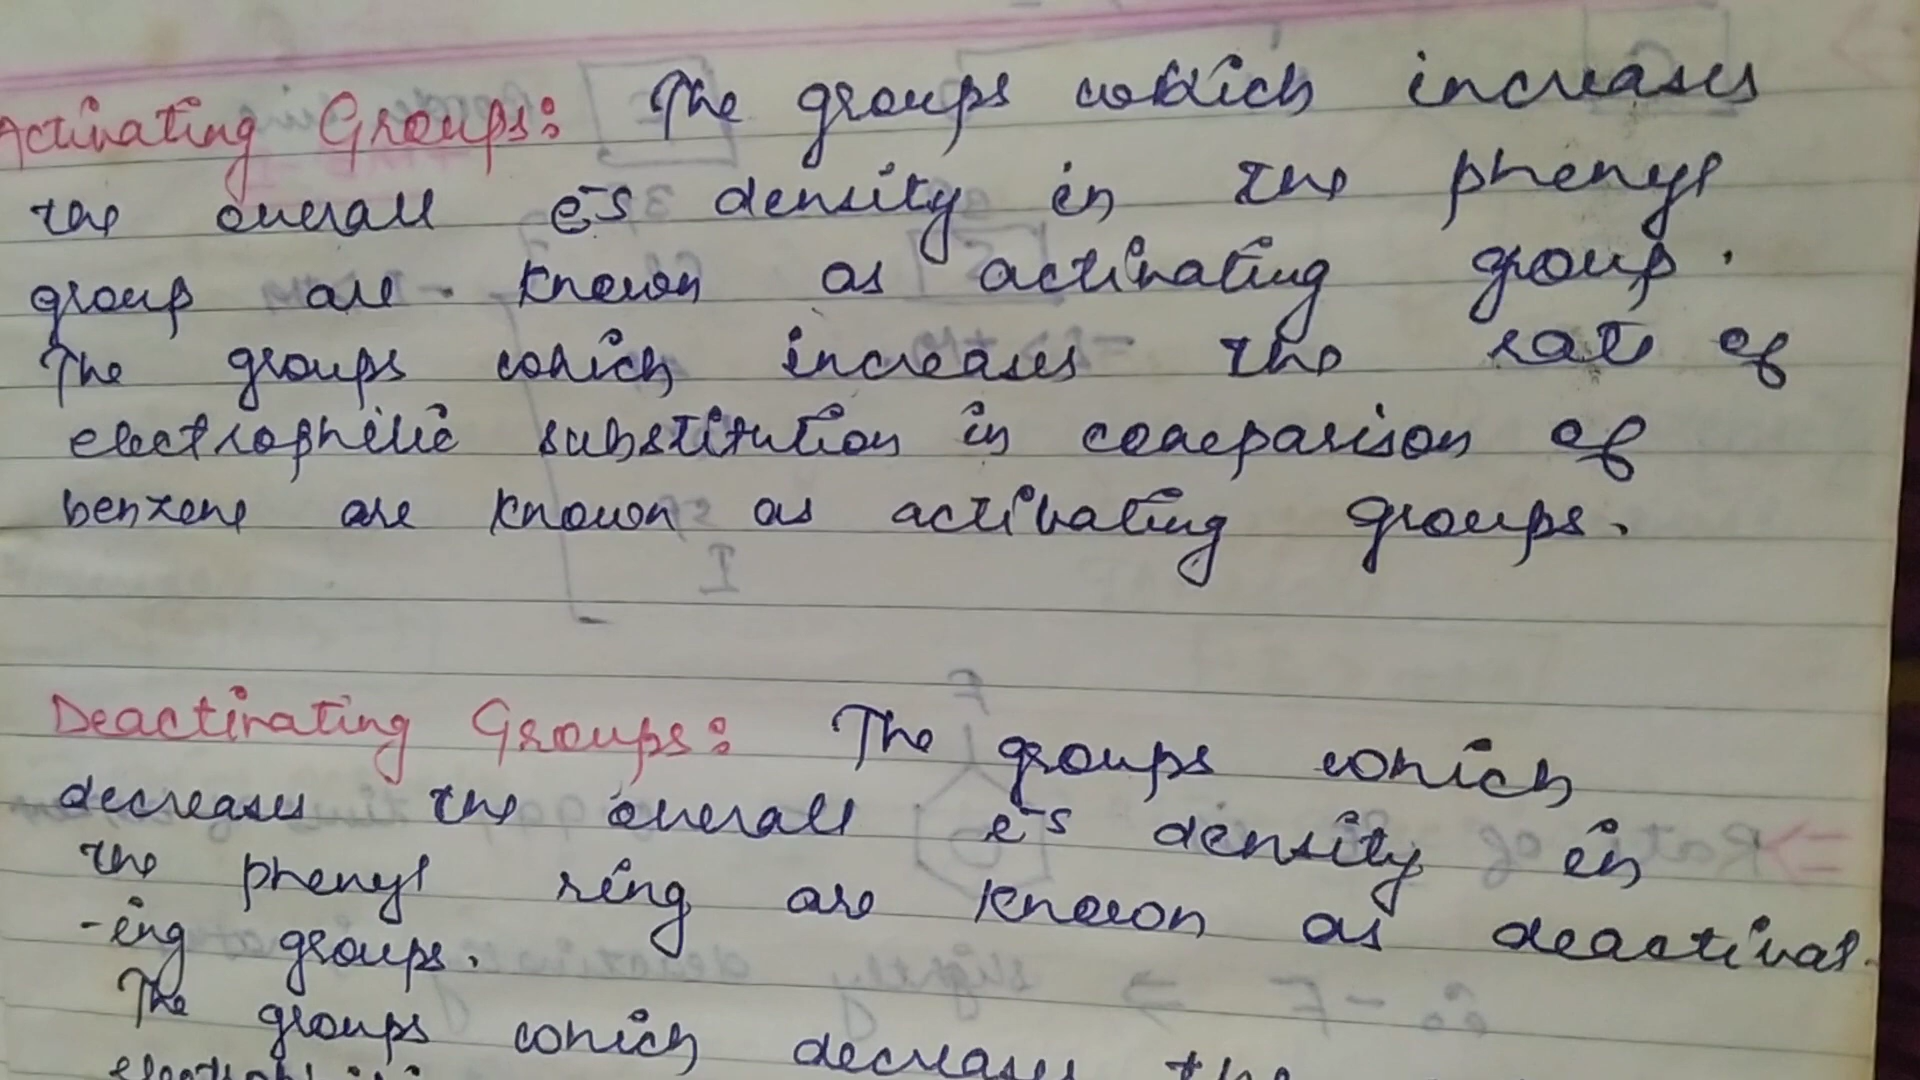 Activating Groups: The groups which increases
the overall e⁻s density in the phenyl
group are known as activating group.
The groups which increases the rate of
electrophilic substitution in comparison of
benzene are known as activating groups.
Deactivating Groups: The groups which
decreases the overall e⁻s density in
the phenyl ring are known as deactivat-
-ing groups.
The groups which decreases the